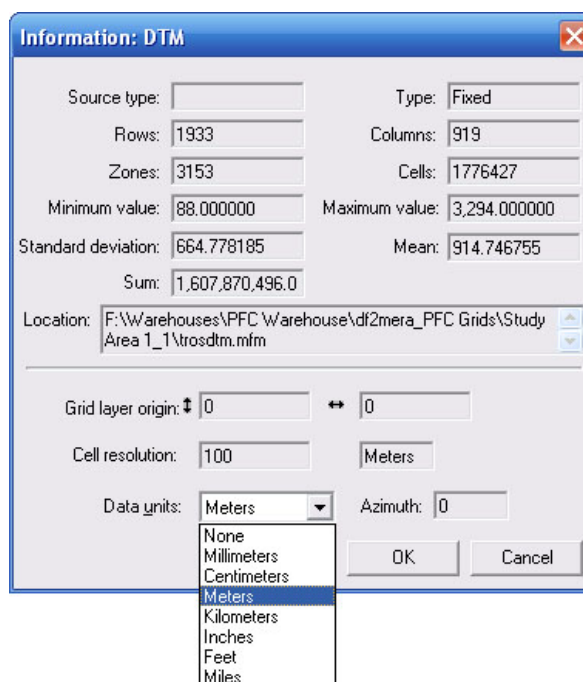 Information: DTM
Source type: Type: Fixed
Rows: 1933 Columns: 919
Zones: 3153 Cells: 1776427
Minimum value: 88.000000 Maximum value: 3,294.000000
Standard deviation: 664.778185 Mean: 914.746755
Sum: 1,607,870,496.0
Location: F:\Warehouses\PFC Warehouse\df2mera_PFC Grids\Study
Area 1_1\trosdtm.mfm
Grid layer origin: 0 0
Cell resolution: 100 Meters
Data units: Meters Azimuth: 0
None
Millimeters
OK Cancel
Centimeters
Meters
Kilometers
Inches
Feet
Miles